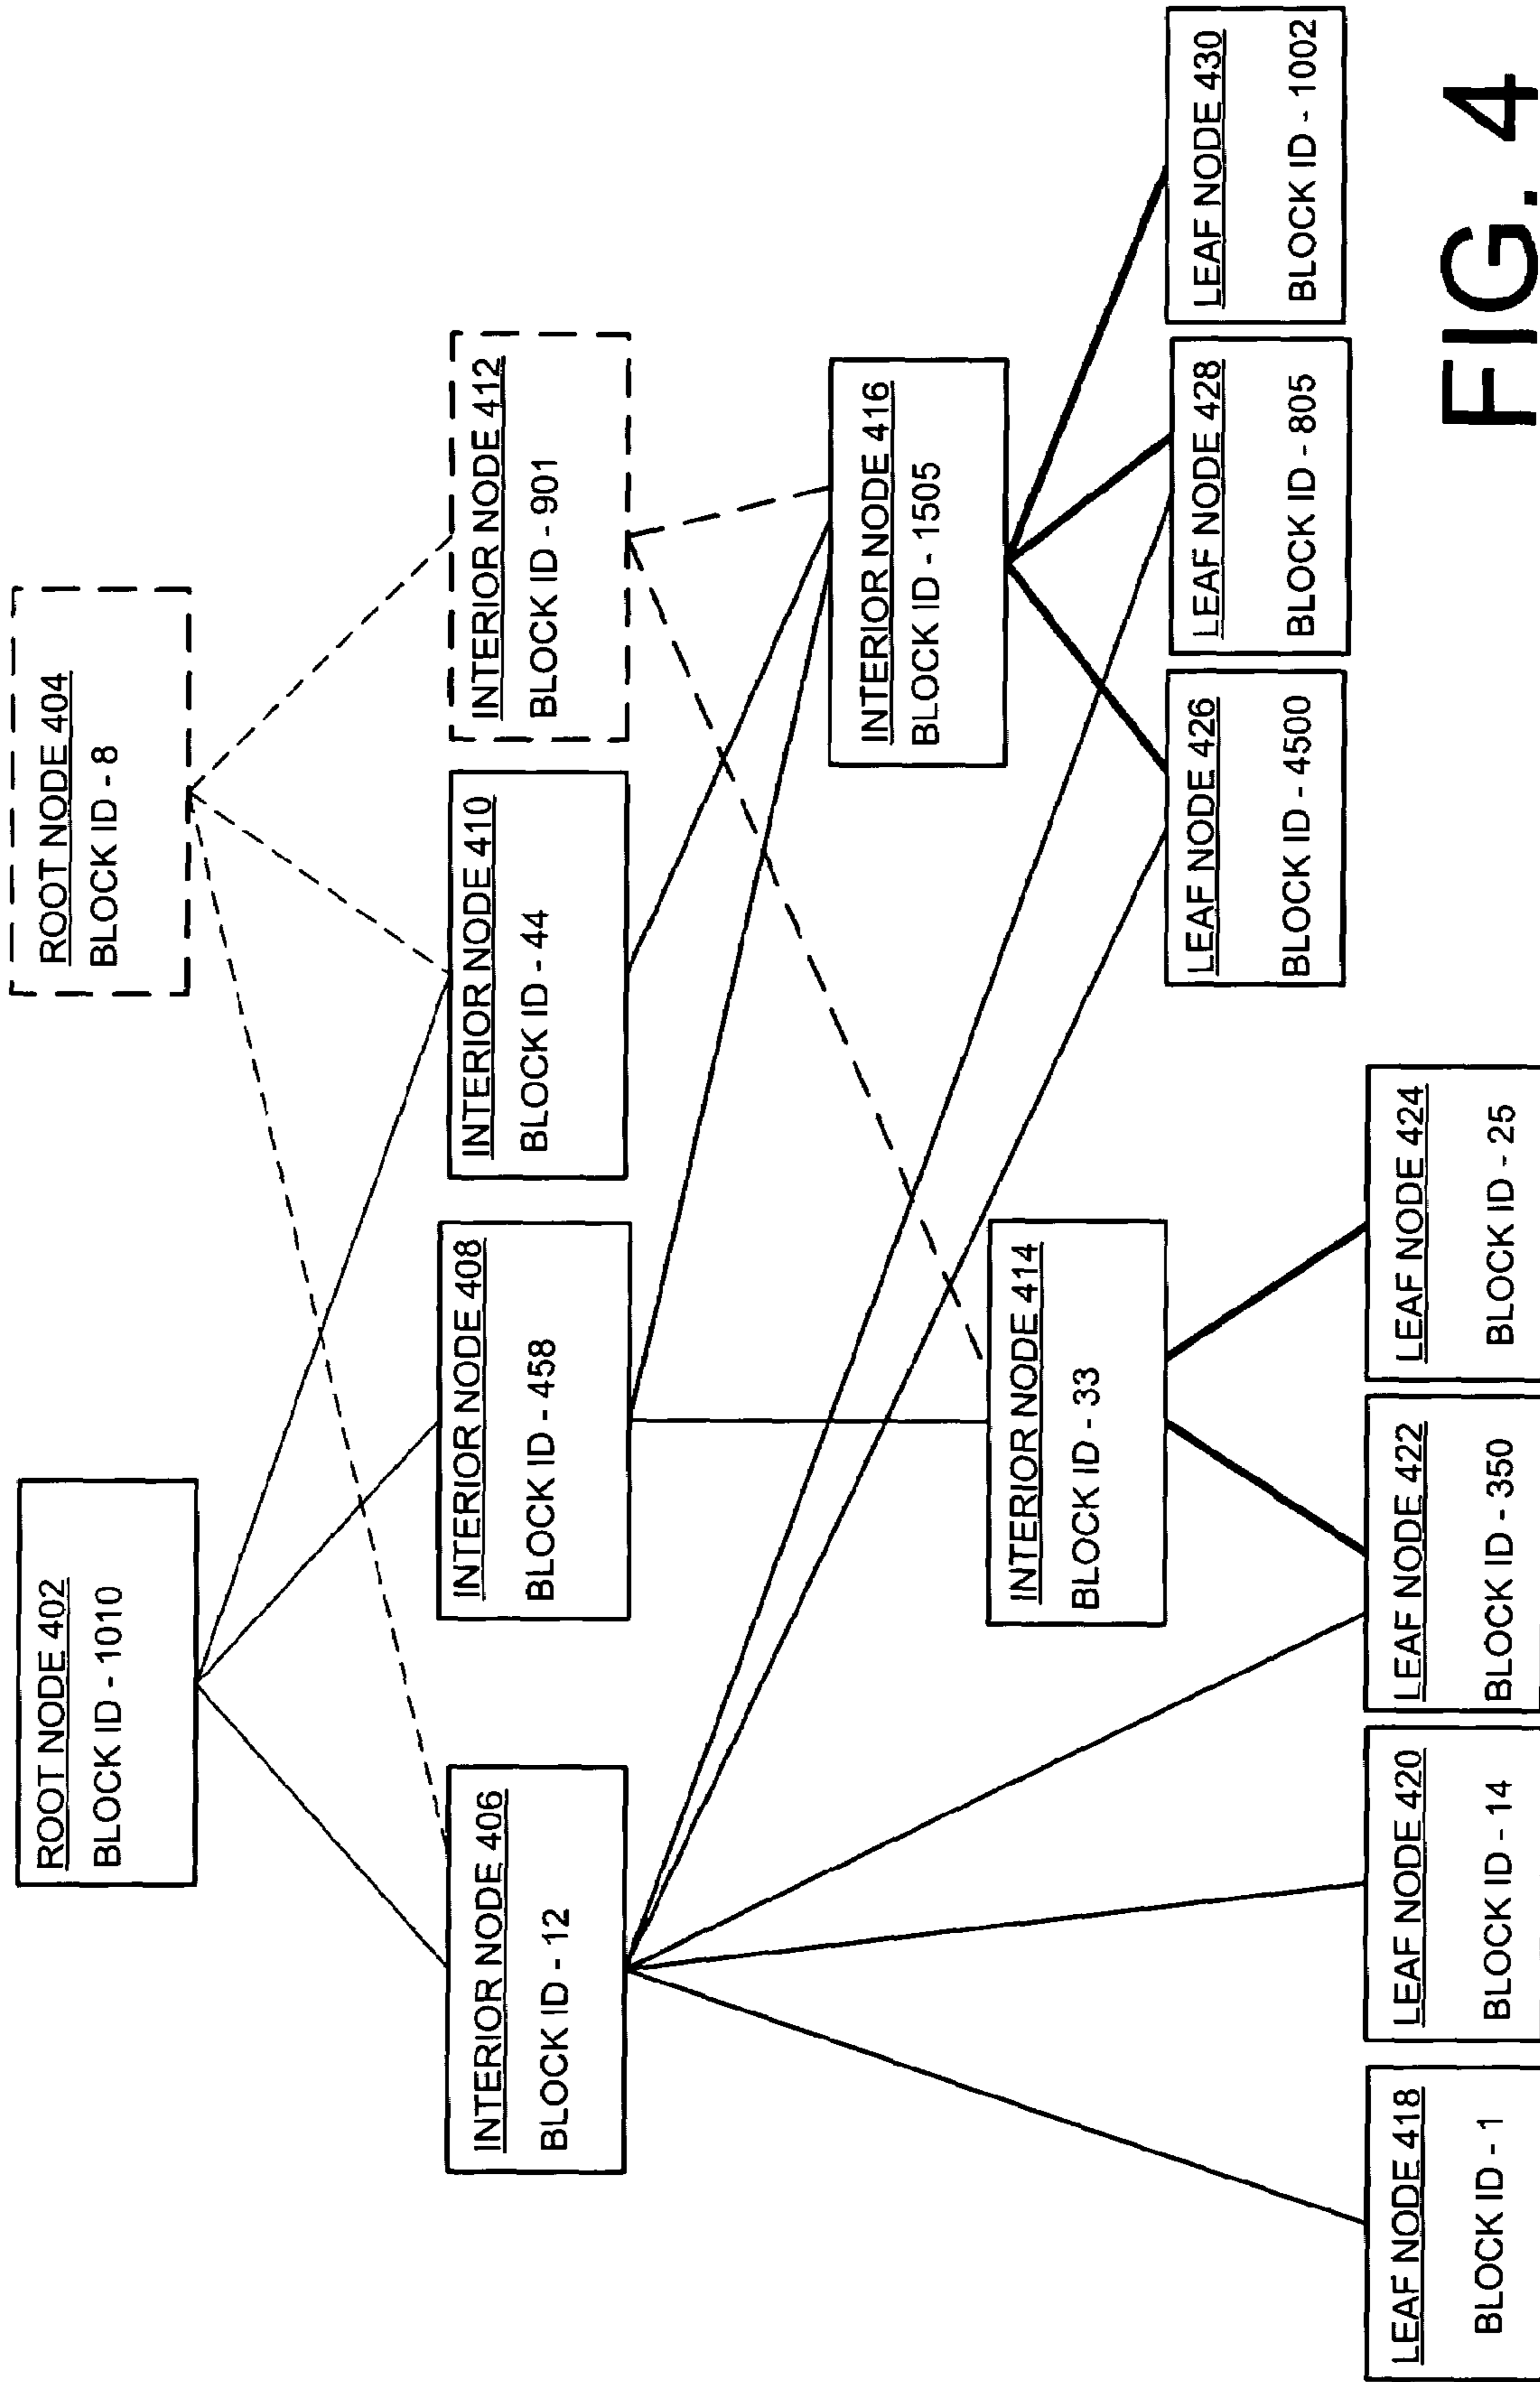 ROOT NODE 402
BLOCK ID - 1010
ROOT NODE 404
BLOCK ID - 8
INTERIOR NODE 406
BLOCK ID - 12
INTERIOR NODE 408
BLOCK ID - 458
INTERIOR NODE 410
BLOCK ID - 44
INTERIOR NODE 412
BLOCK ID - 901
INTERIOR NODE 414
BLOCK ID - 33
INTERIOR NODE 416
BLOCK ID - 1505
LEAF NODE 418
BLOCK ID - 1
LEAF NODE 420
BLOCK ID - 14
LEAF NODE 422
BLOCK ID - 350
LEAF NODE 424
BLOCK ID - 25
LEAF NODE 426
BLOCK ID - 4500
LEAF NODE 428
BLOCK ID - 805
LEAF NODE 430
BLOCK ID - 1002
FIG. 4